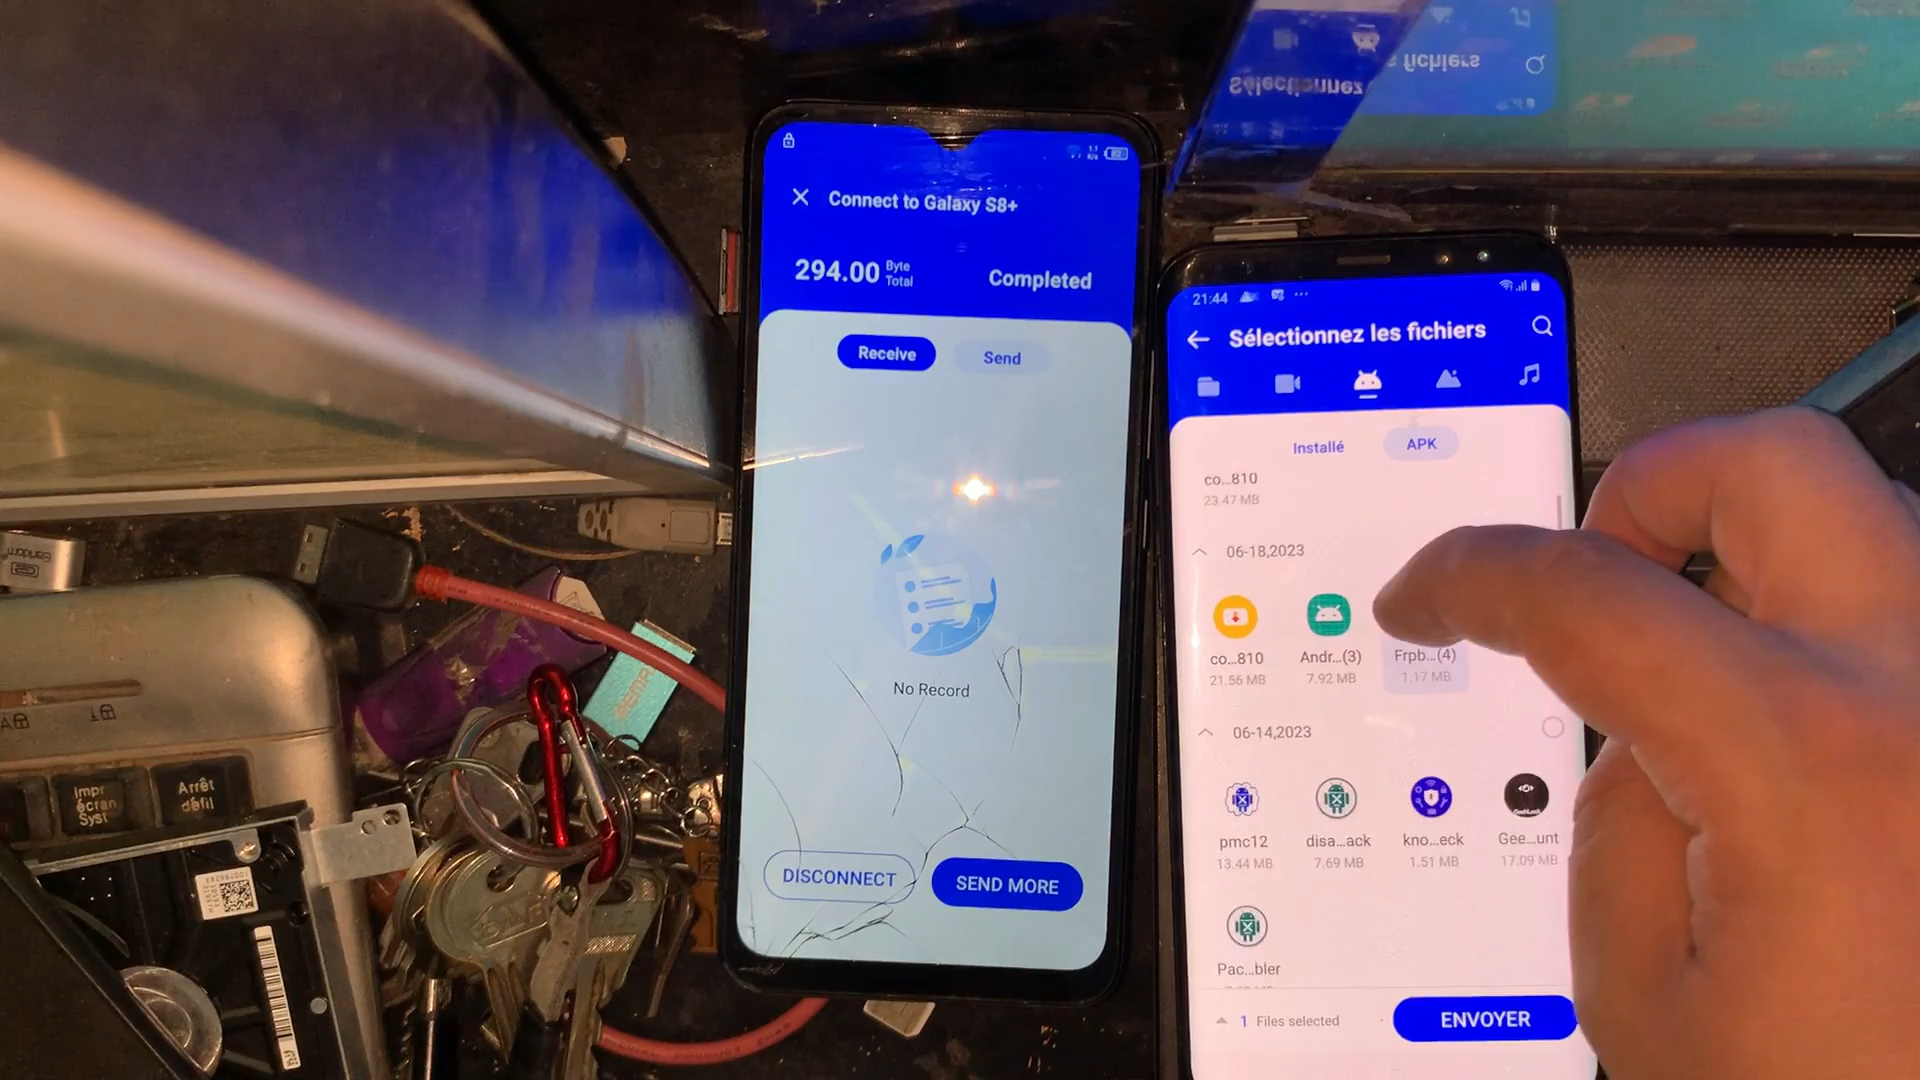 Connect to Galaxy S8+
294.00
Byte
Total
Completed
Receive
Send
No Record
DISCONNECT
SEND MORE
21:44
Sélectionnez les fichiers
Installé
APK
co...810
23.47 MB
06-18,2023
co...810
21.56 MB
Andr...(3)
7.92 MB
Frpb...(4)
1.17 MB
06-14,2023
pmc12
13.44 MB
disa...ack
7.69 MB
kno...eck
1.51 MB
Gee...unt
17.09 MB
Pac...bler
1 Files selected
ENVOYER
Sélectionnez
s fichiers
Impr
écran
Syst
Arrêt
défil